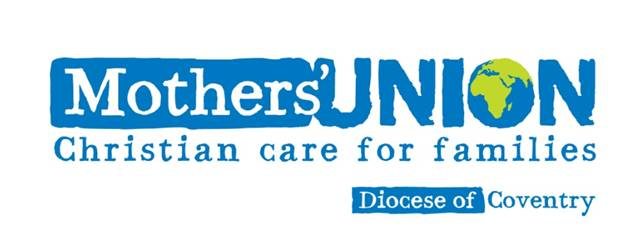 Mothers' UNION
Christian care for families
Diocese of Coventry